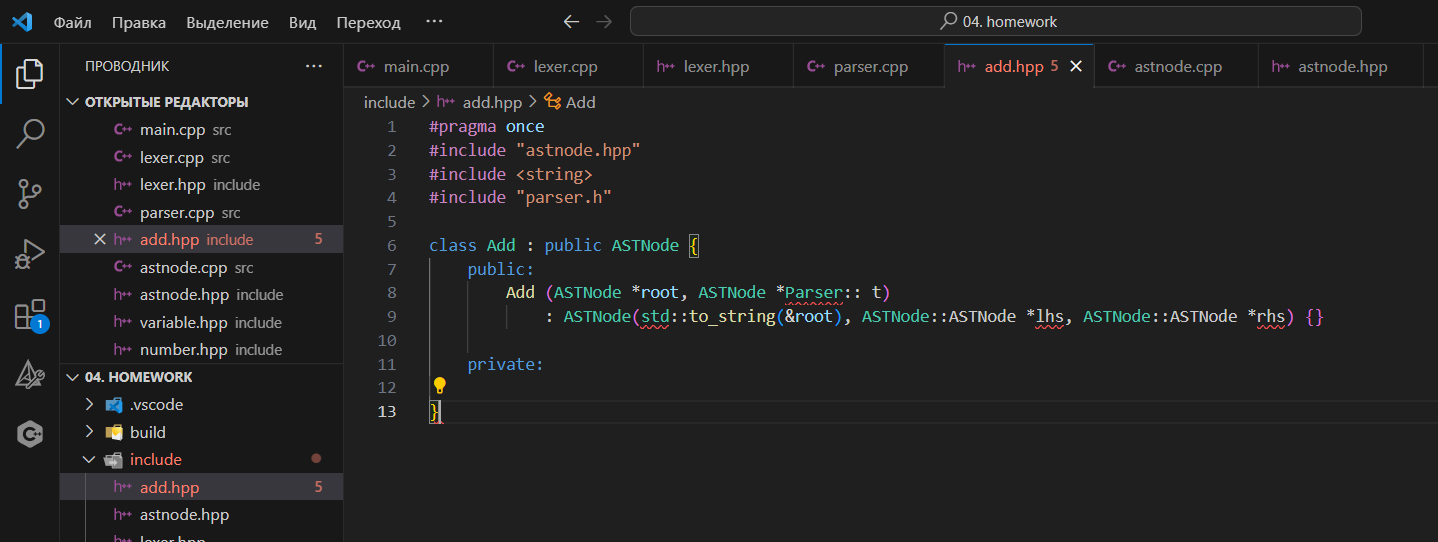 Файл Правка Выделение Вид Переход ··· ← → 04. homework
ПРОВОДНИК ···
ОТКРЫТЫЕ РЕДАКТОРЫ
main.cpp src
lexer.cpp src
lexer.hpp include
parser.cpp src
add.hpp include 5
astnode.cpp src
astnode.hpp include
variable.hpp include
number.hpp include
04. HOMEWORK
.vscode
build
include
add.hpp 5
astnode.hpp
lexer.hpp
1
main.cpp lexer.cpp lexer.hpp parser.cpp add.hpp 5 astnode.cpp astnode.hpp
include > add.hpp > Add
1 #pragma once
2 #include "astnode.hpp"
3 #include <string>
4 #include "parser.h"
5
6 class Add : public ASTNode {
7     public:
8         Add (ASTNode *root, ASTNode *Parser:: t)
9             : ASTNode(std::to_string(&root), ASTNode::ASTNode *lhs, ASTNode::ASTNode *rhs) {}
10
11     private:
12
13 }